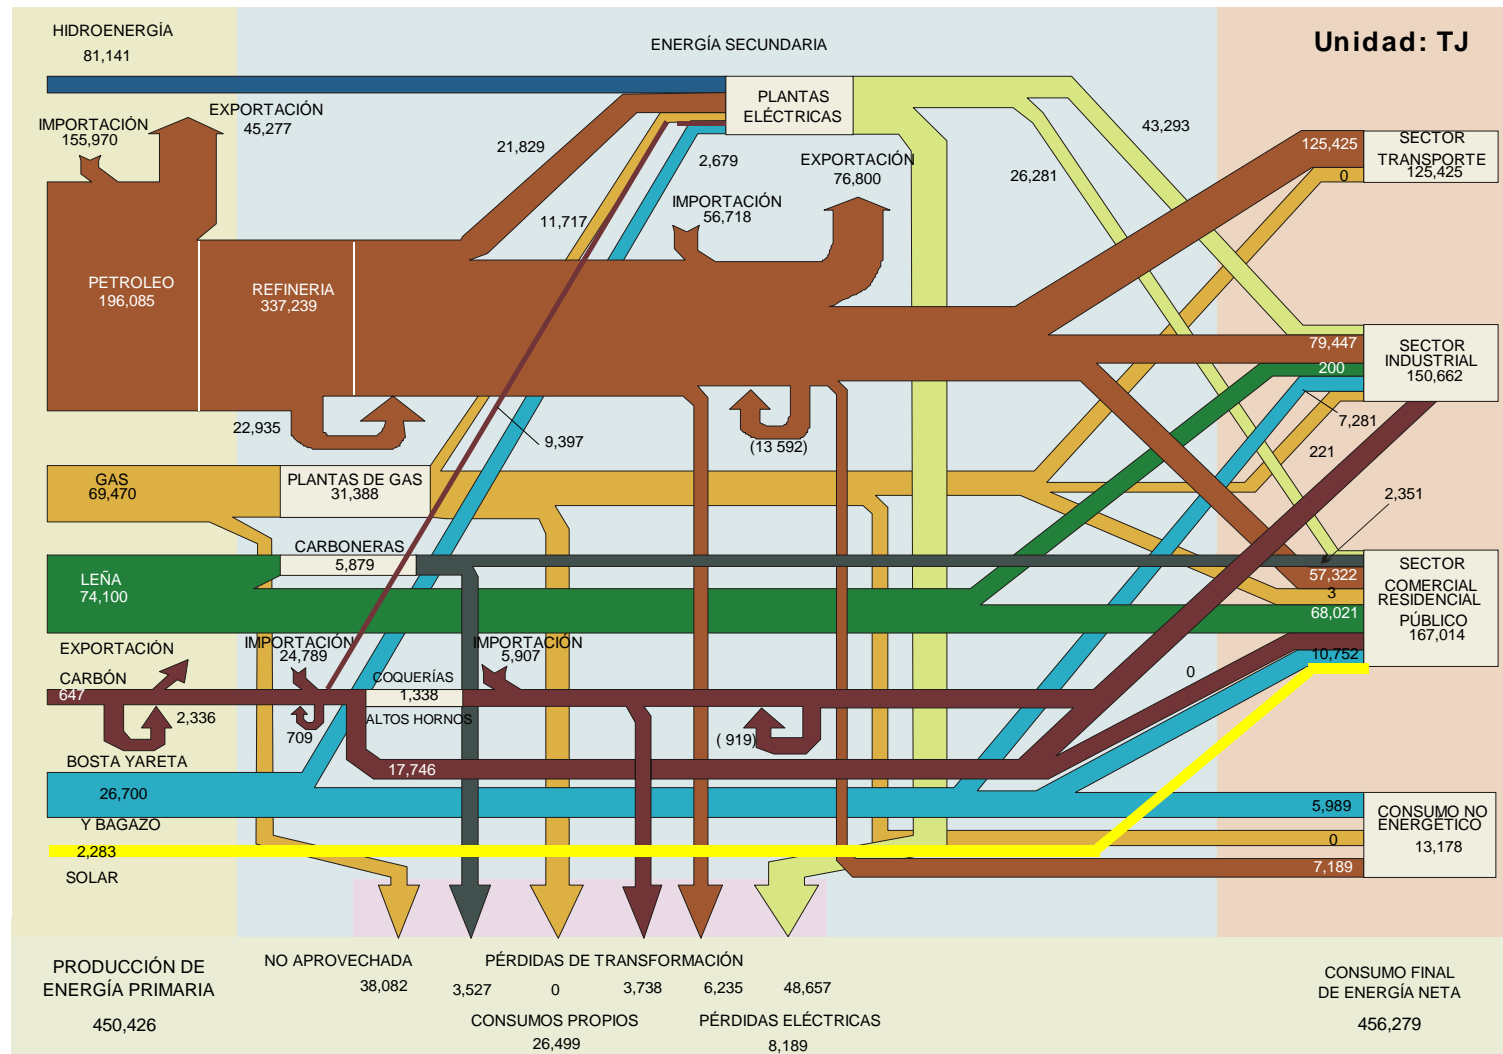 HIDROENERGÍA
81,141
ENERGÍA SECUNDARIA
Unidad: TJ
PLANTAS
ELÉCTRICAS
EXPORTACIÓN
45,277
IMPORTACIÓN
155,970
21,829
2,679
11,717
EXPORTACIÓN
76,800
IMPORTACIÓN
56,718
43,293
26,281
125,425
0
SECTOR
TRANSPORTE
125,425
PETROLEO
196,085
REFINERIA
337,239
79,447
200
SECTOR
INDUSTRIAL
150,662
22,935
9,397
(13 592)
7,281
221
2,351
GAS
69,470
PLANTAS DE GAS
31,388
CARBONERAS
5,879
LEÑA
74,100
57,322
3
68,021
10,752
SECTOR
COMERCIAL
RESIDENCIAL
PÚBLICO
167,014
EXPORTACIÓN
CARBÓN
647
2,336
IMPORTACIÓN
24,789
709
COQUERÍAS
1,338
ALTOS HORNOS
IMPORTACIÓN
5,907
( 919)
0
17,746
BOSTA YARETA
26,700
Y BAGAZO
2,283
SOLAR
5,989
0
7,189
CONSUMO NO
ENERGÉTICO
13,178
PRODUCCIÓN DE
ENERGÍA PRIMARIA
450,426
NO APROVECHADA
38,082
PÉRDIDAS DE TRANSFORMACIÓN
3,527
0
3,738
6,235
48,657
CONSUMOS PROPIOS
26,499
PÉRDIDAS ELÉCTRICAS
8,189
CONSUMO FINAL
DE ENERGÍA NETA
456,279